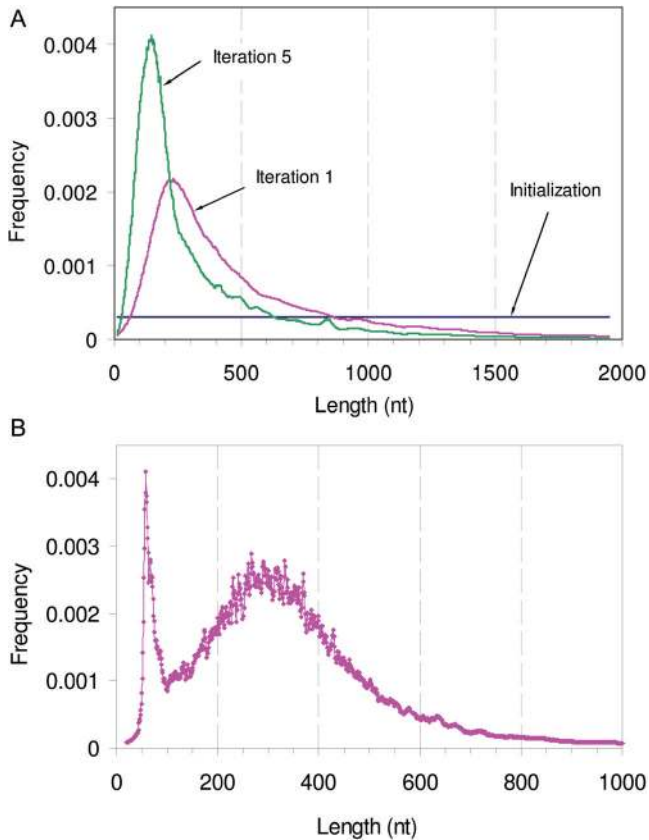 A
0.004
Iteration 5
0.003
Frequency
0.002
Iteration 1
Initialization
0.001
0
0 500 1000 1500 2000
Length (nt)
B
0.004
0.003
Frequency
0.002
0.001
0
0 200 400 600 800 1000
Length (nt)